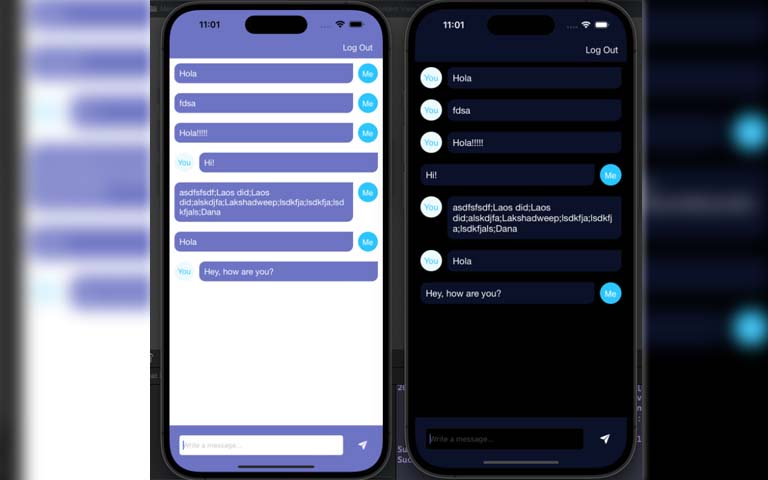 11:01
Log Out
Hola
Me
fdsa
Me
Hola!!!!!
Me
You
Hi!
asdfsfsdf;Laos did;Laos
did;alskdjfa;Lakshadweep;lsdkfja;lsdkfja;lsd
kfjals;Dana
Me
Hola
Me
You
Hey, how are you?
Write a message...
11:01
Log Out
You
Hola
You
fdsa
You
Hola!!!!!
Hi!
Me
You
asdfsfsdf;Laos did;Laos
did;alskdjfa;Lakshadweep;lsdkfja;lsdkfj
a;lsdkfjals;Dana
You
Hola
Hey, how are you?
Me
Write a message...